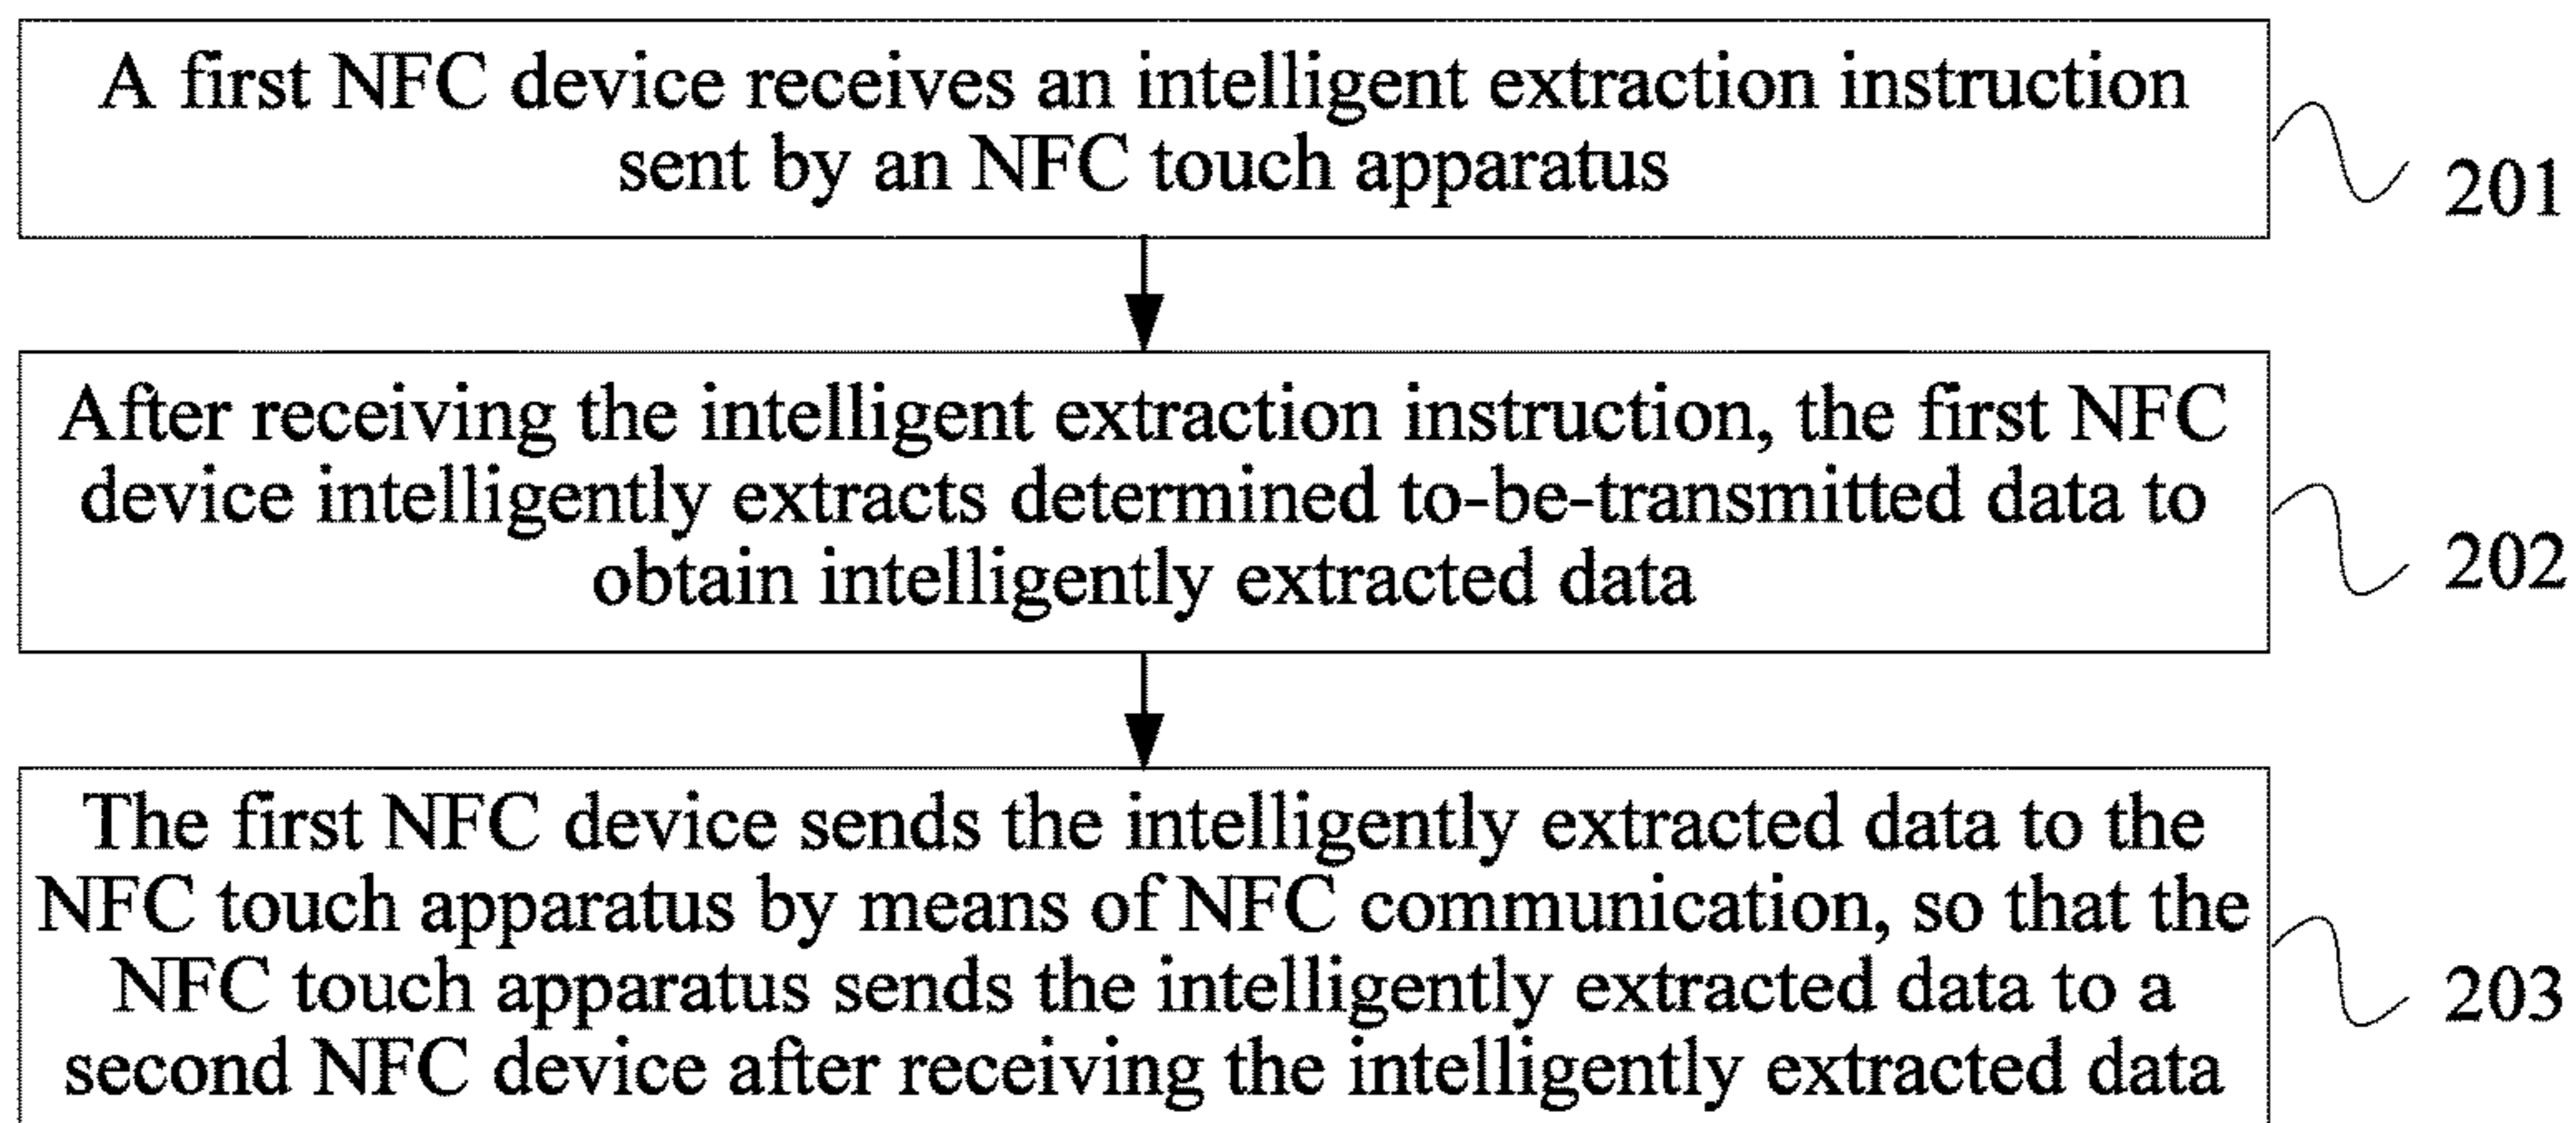 A first NFC device receives an intelligent extraction instruction
sent by an NFC touch apparatus
201
After receiving the intelligent extraction instruction, the first NFC
device intelligently extracts determined to-be-transmitted data to
obtain intelligently extracted data
202
The first NFC device sends the intelligently extracted data to the
NFC touch apparatus by means of NFC communication, so that the
NFC touch apparatus sends the intelligently extracted data to a
second NFC device after receiving the intelligently extracted data
203